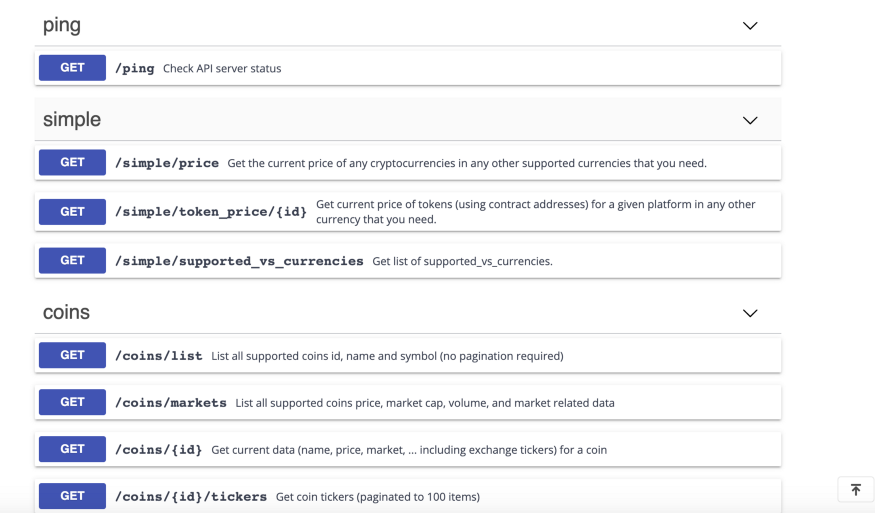 ping
GET /ping Check API server status
simple
GET /simple/price Get the current price of any cryptocurrencies in any other supported currencies that you need.
GET /simple/token_price/{id} Get current price of tokens (using contract addresses) for a given platform in any other
currency that you need.
GET /simple/supported_vs_currencies Get list of supported_vs_currencies.
coins
GET /coins/list List all supported coins id, name and symbol (no pagination required)
GET /coins/markets List all supported coins price, market cap, volume, and market related data
GET /coins/{id} Get current data (name, price, market, ... including exchange tickers) for a coin
GET /coins/{id}/tickers Get coin tickers (paginated to 100 items)